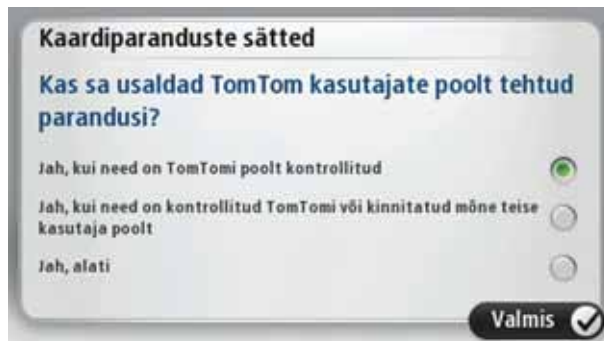 Kaardiparanduste sätted
Kas sa usaldad TomTom kasutajate poolt tehtud
parandusi?
Jah, kui need on TomTomi poolt kontrollitud
Jah, kui need on kontrollitud TomTomi või kinnitatud mõne teise
kasutaja poolt
Jah, alati
Valmis